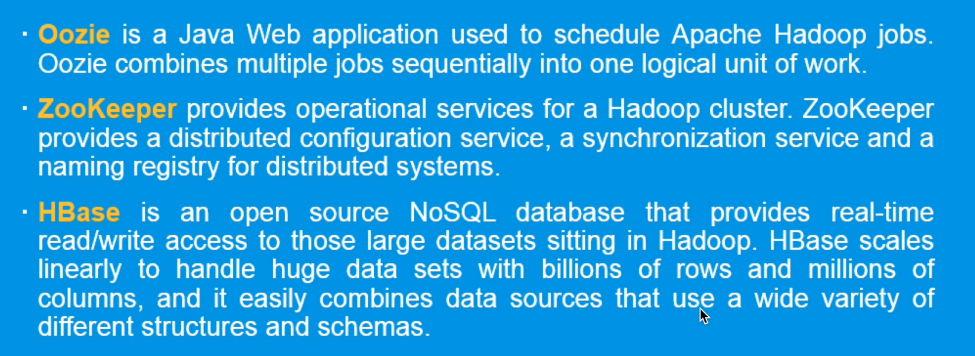 · Oozie is a Java Web application used to schedule Apache Hadoop jobs.
Oozie combines multiple jobs sequentially into one logical unit of work.
· ZooKeeper provides operational services for a Hadoop cluster. ZooKeeper
provides a distributed configuration service, a synchronization service and a
naming registry for distributed systems.
· HBase is an open source NoSQL database that provides real-time
read/write access to those large datasets sitting in Hadoop. HBase scales
linearly to handle huge data sets with billions of rows and millions of
columns, and it easily combines data sources that use a wide variety of
different structures and schemas.